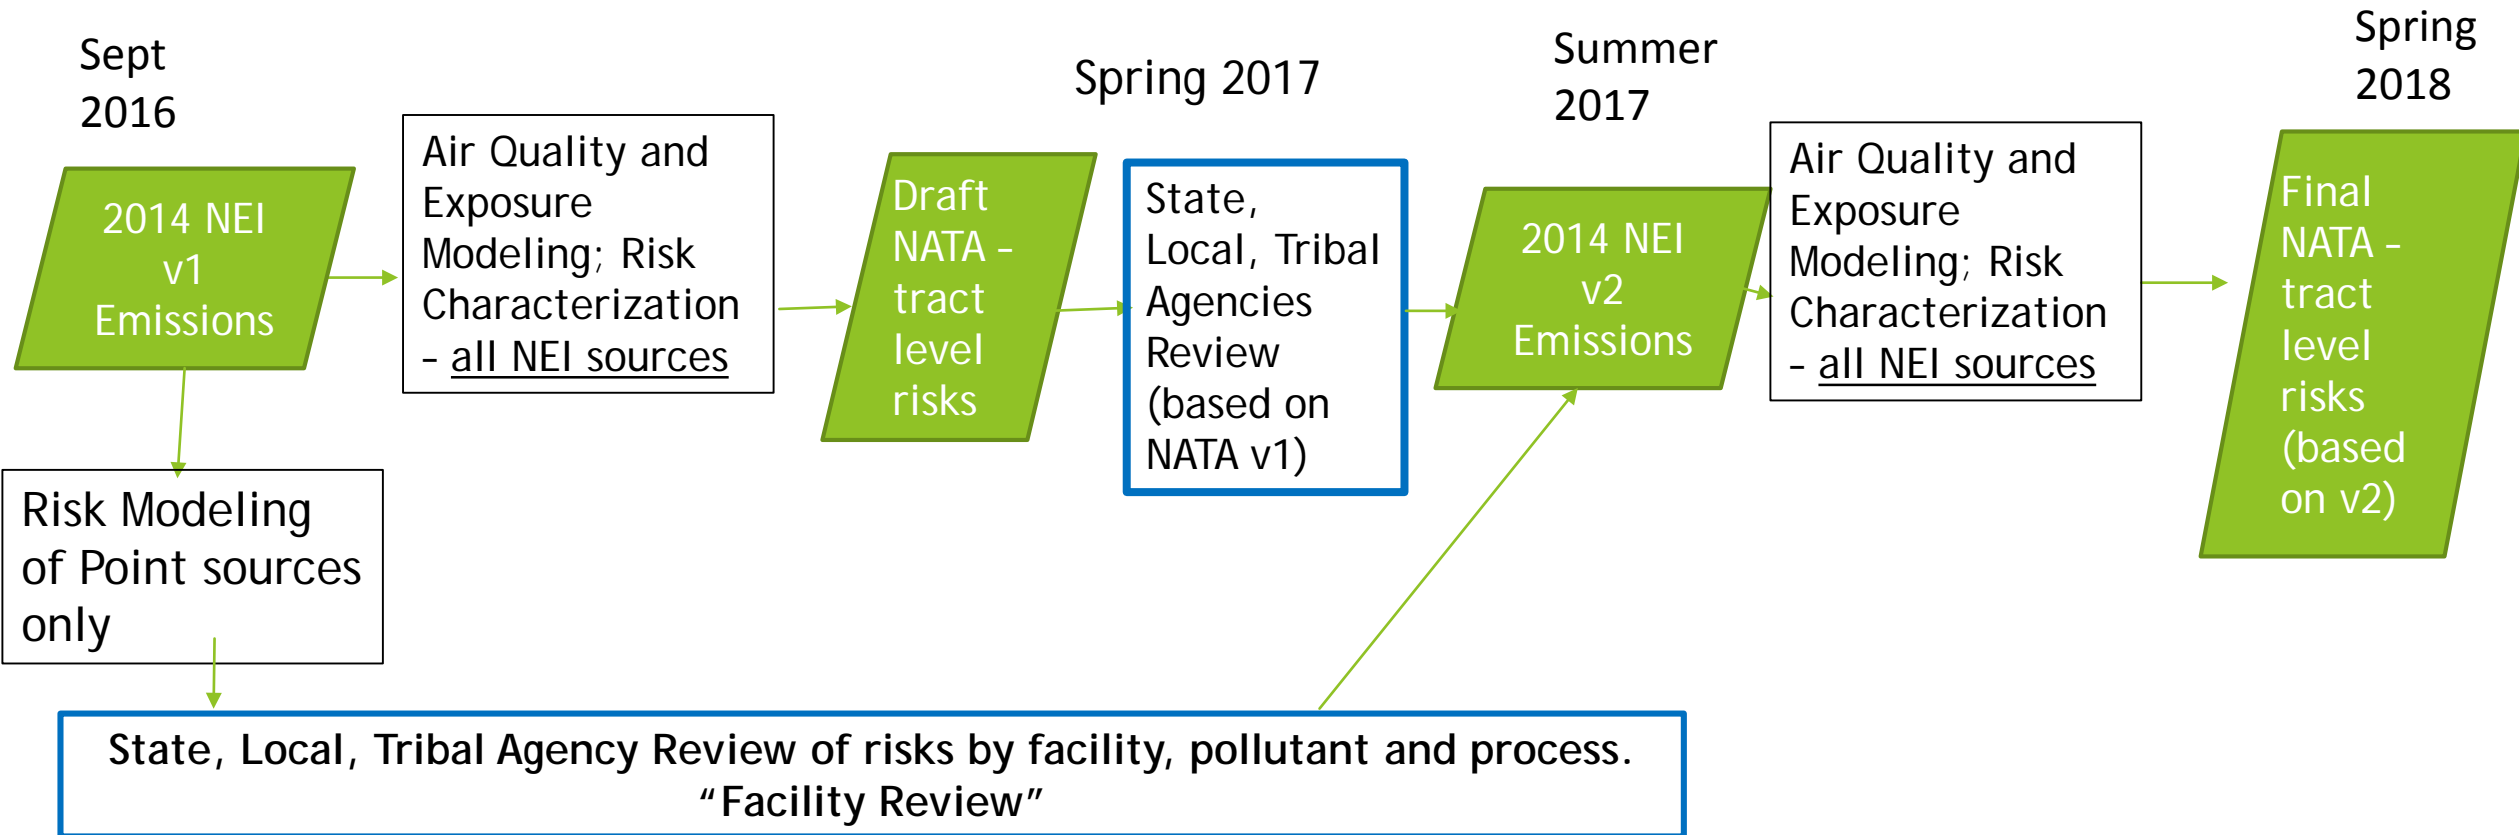 Sept
2016
2014 NEI
v1
Emissions
Air Quality and
Exposure
Modeling; Risk
Characterization
– all NEI sources
Spring 2017
Draft
NATA –
tract
level
risks
State,
Local, Tribal
Agencies
Review
(based on
NATA v1)
Summer
2017
2014 NEI
v2
Emissions
Air Quality and
Exposure
Modeling; Risk
Characterization
– all NEI sources
Spring
2018
Final
NATA –
tract
level
risks
(based
on v2)
Risk Modeling
of Point sources
only
State, Local, Tribal Agency Review of risks by facility, pollutant and process.
“Facility Review”